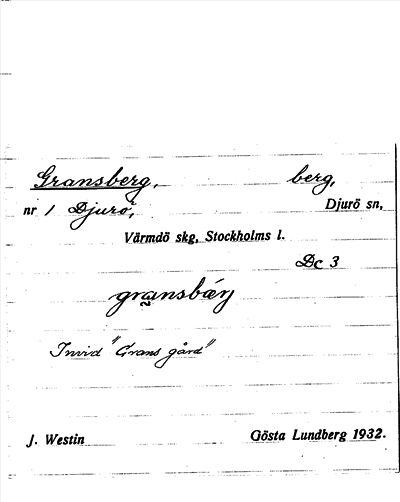 Gransberg, berg,
nr 1 Djurö, Djurö sn,
Värmdö skg, Stockholms l.
Dc 3
gransbärj
Invid "Grans gård"
J. Westin Gösta Lundberg 1932.